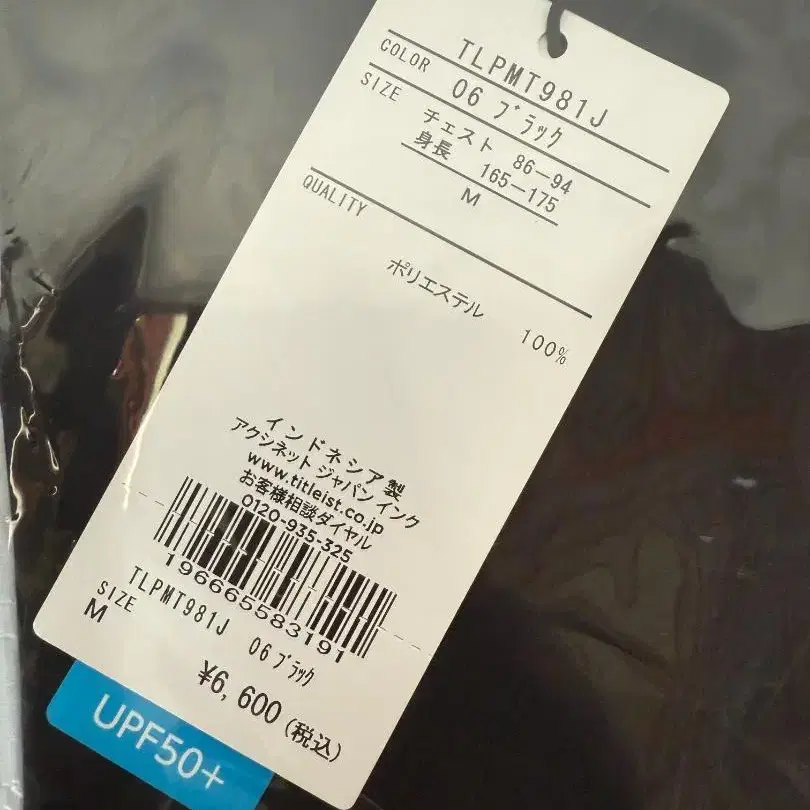 TLPMT981J
COLOR 06 ブラック
SIZE チェスト 86-94
身長 165-175
M
QUALITY
ポリエステル 100%
インドネシア製
アクシネット ジャパン インク
www.titleist.co.jp
お客様相談ダイヤル
0120-935-325
196665583191
TLPMT981J 06 ブラック
SIZE
M
¥6,600(税込)
UPF50+